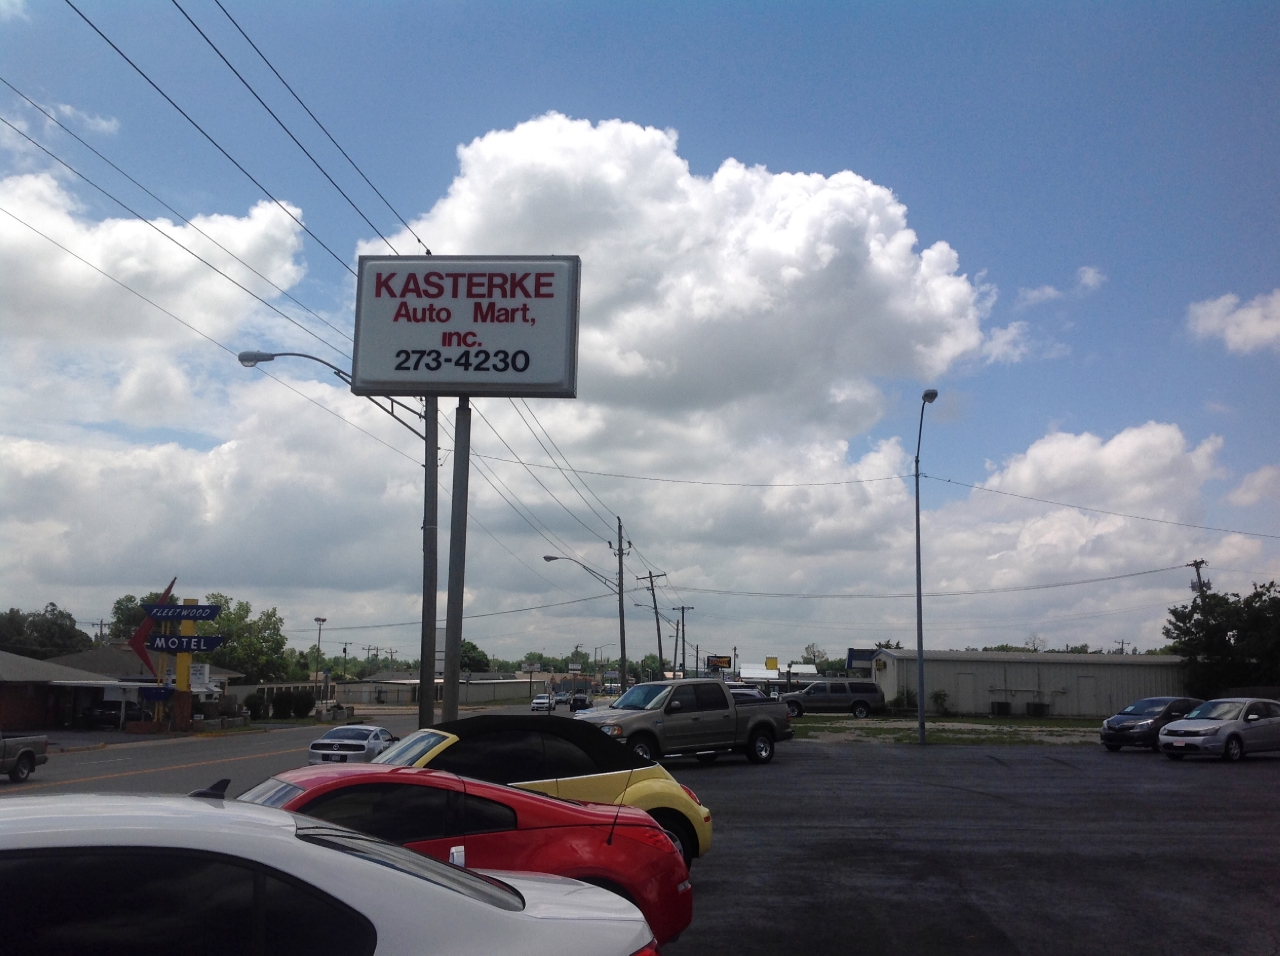 KASTERKE
Auto Mart,
inc.
273-4230
FLEETWOOD
MOTEL